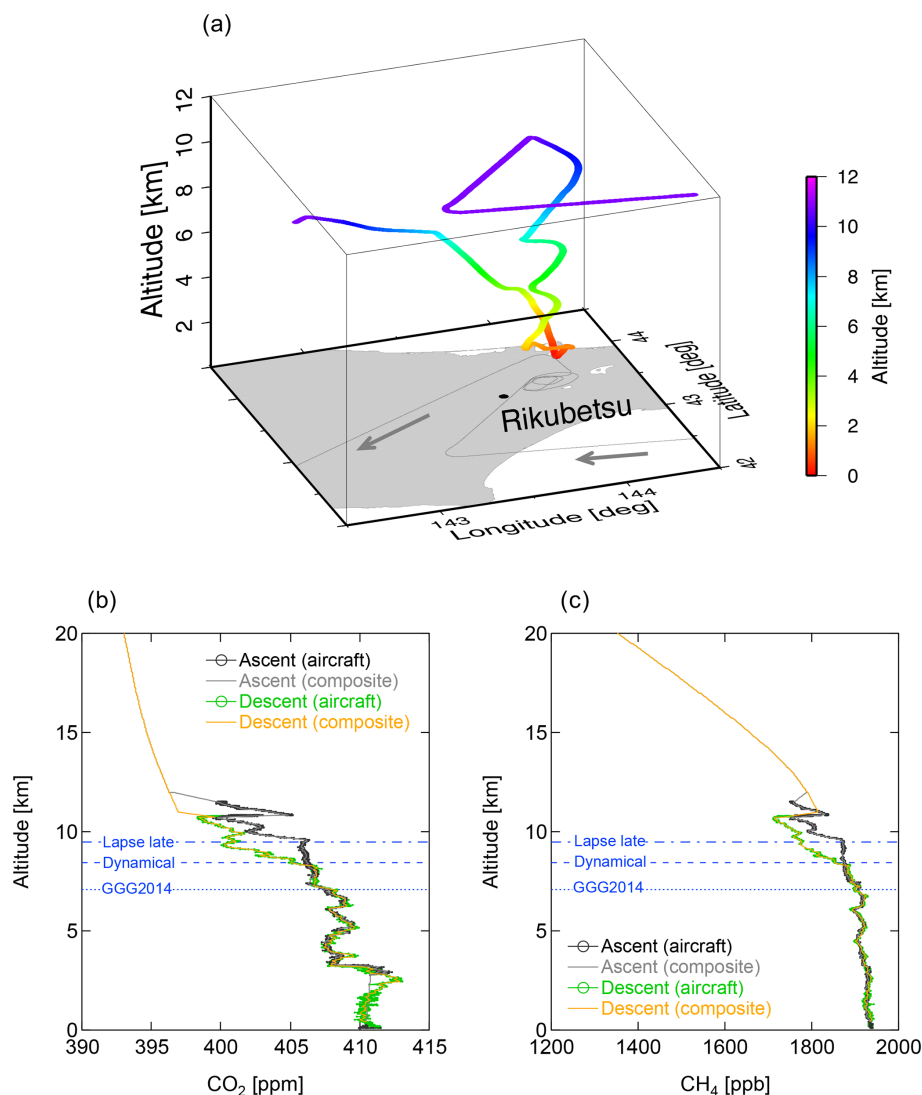 (a)
12
10
8
6
4
2
Altitude [km]
44
43
42
Latitude [deg]
143
144
Longitude [deg]
Rikubetsu
12
10
8
6
4
2
0
Altitude [km]
(b)
20
15
10
5
0
Altitude [km]
Ascent (aircraft)
Ascent (composite)
Descent (aircraft)
Descent (composite)
Lapse late
Dynamical
GGG2014
390 395 400 405 410 415
CO2 [ppm]
(c)
20
15
10
5
0
Altitude [km]
Lapse late
Dynamical
GGG2014
Ascent (aircraft)
Ascent (composite)
Descent (aircraft)
Descent (composite)
1200 1400 1600 1800 2000
CH4 [ppb]